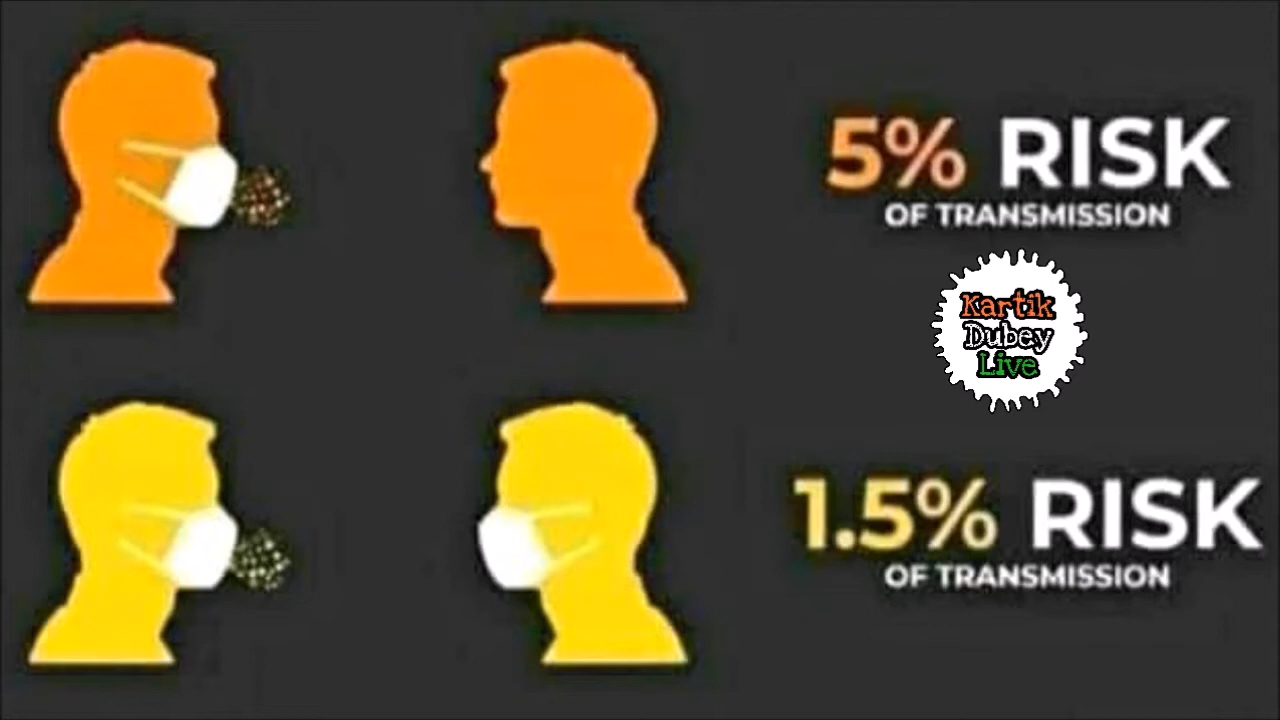 5% RISK
OF TRANSMISSION
Kartik
Dubey
Live
1.5% RISK
OF TRANSMISSION